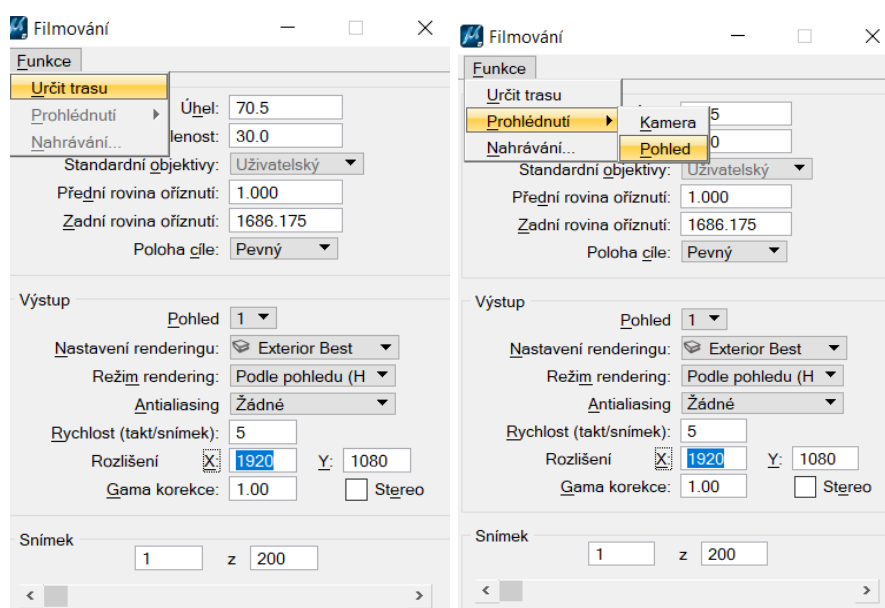 Filmování
Funkce
Určit trasu
Prohlédnutí
Nahrávání...
Úhel: 70.5
lenost: 30.0
Standardní objektivy: Uživatelský
Přední rovina oříznutí: 1.000
Zadní rovina oříznutí: 1686.175
Poloha cíle: Pevný
Výstup
Pohled 1
Nastavení renderingu: Exterior Best
Režim rendering: Podle pohledu (H
Antialiasing Žádné
Rychlost (takt/snímek): 5
Rozlišení X: 1920 Y: 1080
Gama korekce: 1.00 Stereo
Snímek
1 z 200
Filmování
Funkce
Určit trasu
Prohlédnutí
Nahrávání...
Kamera
Pohled
5
0
Standardní objektivy: Uživatelský
Přední rovina oříznutí: 1.000
Zadní rovina oříznutí: 1686.175
Poloha cíle: Pevný
Výstup
Pohled 1
Nastavení renderingu: Exterior Best
Režim rendering: Podle pohledu (H
Antialiasing Žádné
Rychlost (takt/snímek): 5
Rozlišení X: 1920 Y: 1080
Gama korekce: 1.00 Stereo
Snímek
1 z 200